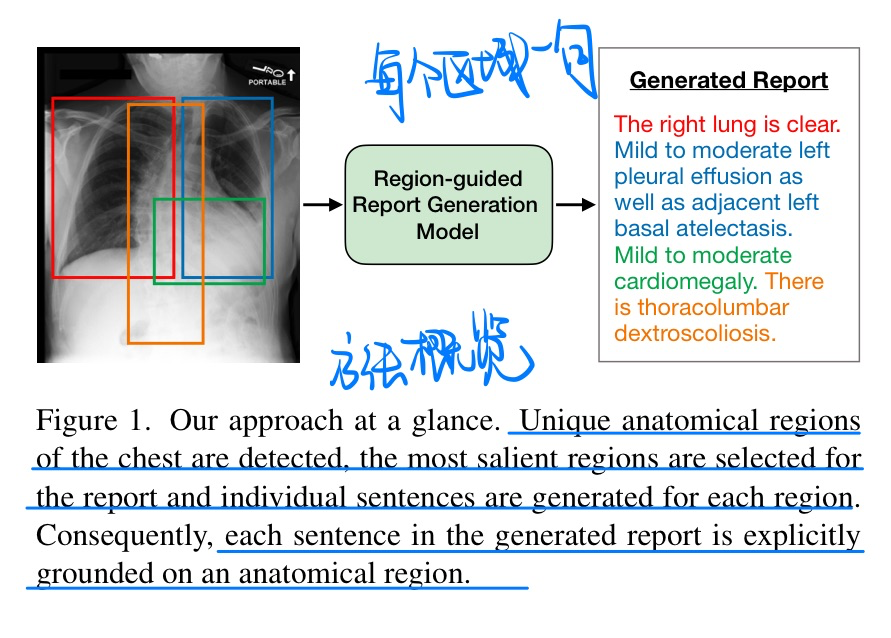 PORTABLE
每个区域一句
Region-guided
Report Generation
Model
Generated Report
The right lung is clear.
Mild to moderate left
pleural effusion as
well as adjacent left
basal atelectasis.
Mild to moderate
cardiomegaly. There
is thoracolumbar
dextroscoliosis.
方法概览
Figure 1. Our approach at a glance. Unique anatomical regions
of the chest are detected, the most salient regions are selected for
the report and individual sentences are generated for each region.
Consequently, each sentence in the generated report is explicitly
grounded on an anatomical region.